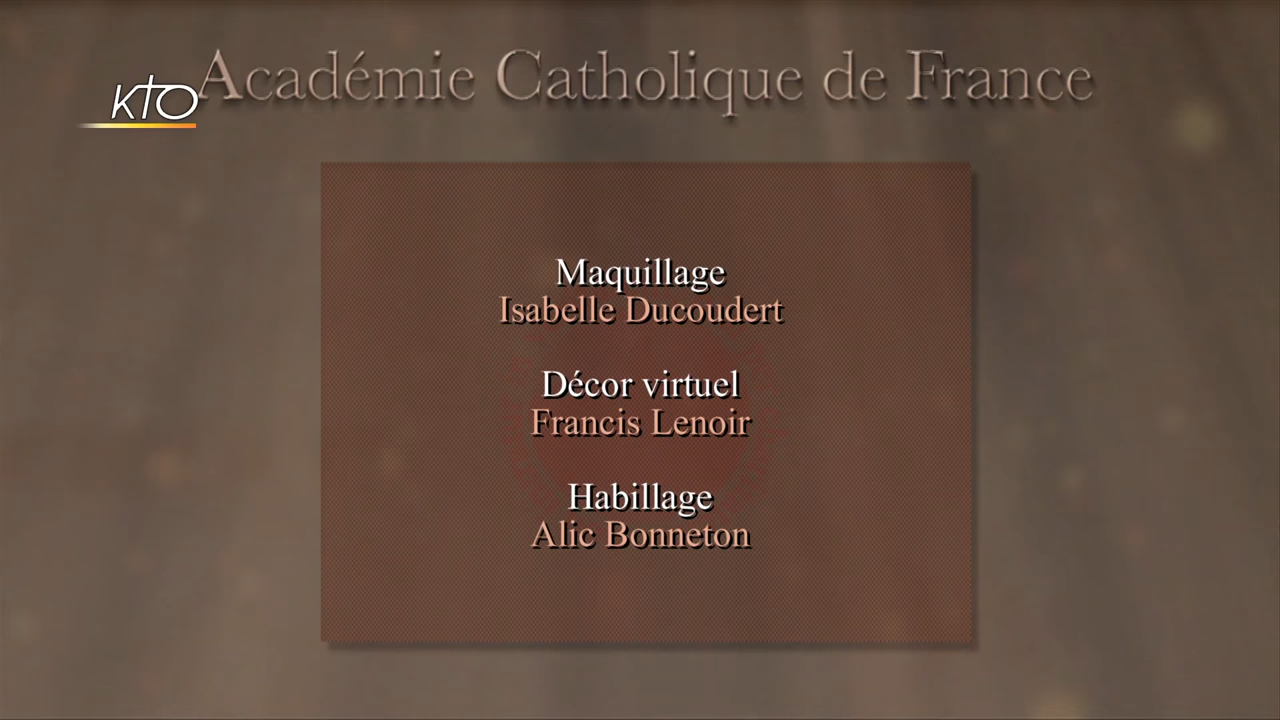 Académie Catholique de France
KTO
Maquillage
Isabelle Ducoudert
Décor virtuel
Francis Lenoir
Habillage
Alic Bonneton